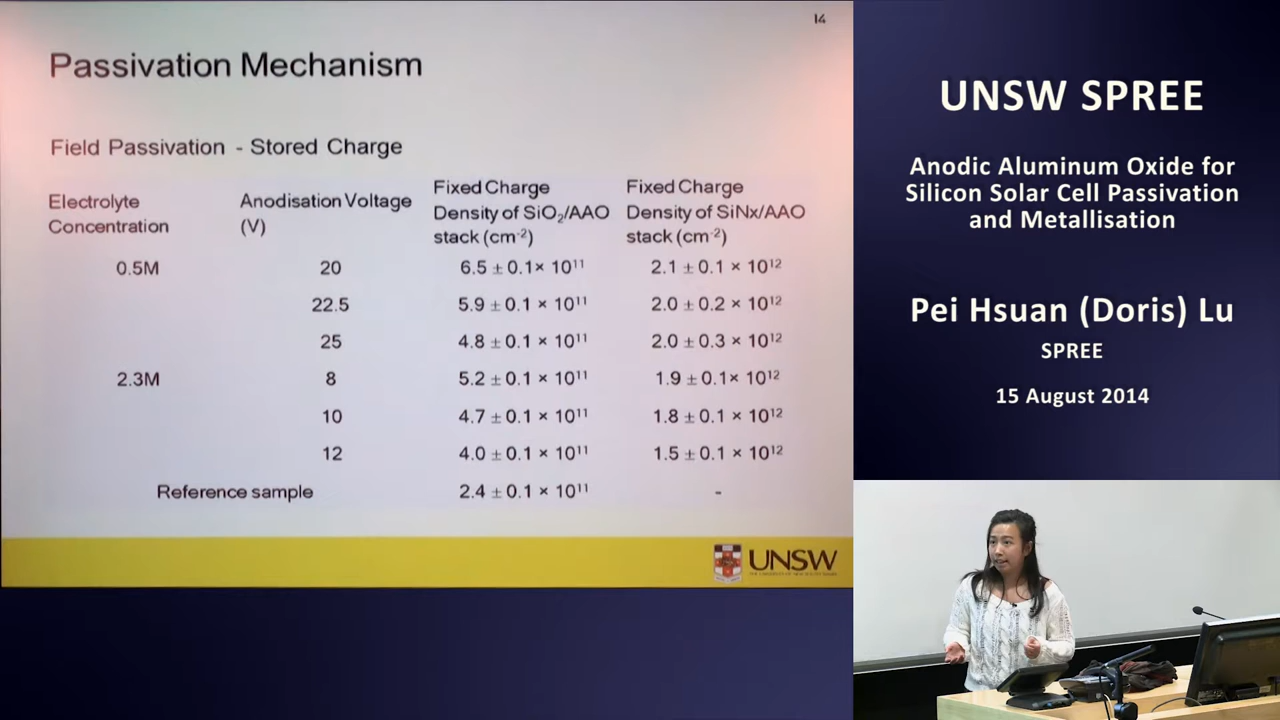 14
Passivation Mechanism
Field Passivation - Stored Charge
Electrolyte Concentration
Anodisation Voltage (V)
Fixed Charge Density of SiO₂/AAO stack (cm⁻²)
Fixed Charge Density of SiNx/AAO stack (cm⁻²)
0.5M 20 6.5 ± 0.1× 10¹¹ 2.1 ± 0.1 × 10¹²
22.5 5.9 ± 0.1 × 10¹¹ 2.0 ± 0.2 × 10¹²
25 4.8 ± 0.1 × 10¹¹ 2.0 ± 0.3 × 10¹²
2.3M 8 5.2 ± 0.1 × 10¹¹ 1.9 ± 0.1× 10¹²
10 4.7 ± 0.1 × 10¹¹ 1.8 ± 0.1 × 10¹²
12 4.0 ± 0.1 × 10¹¹ 1.5 ± 0.1 × 10¹²
Reference sample 2.4 ± 0.1 × 10¹¹ -
UNSW
UNSW SPREE
Anodic Aluminum Oxide for
Silicon Solar Cell Passivation
and Metallisation
Pei Hsuan (Doris) Lu
SPREE
15 August 2014